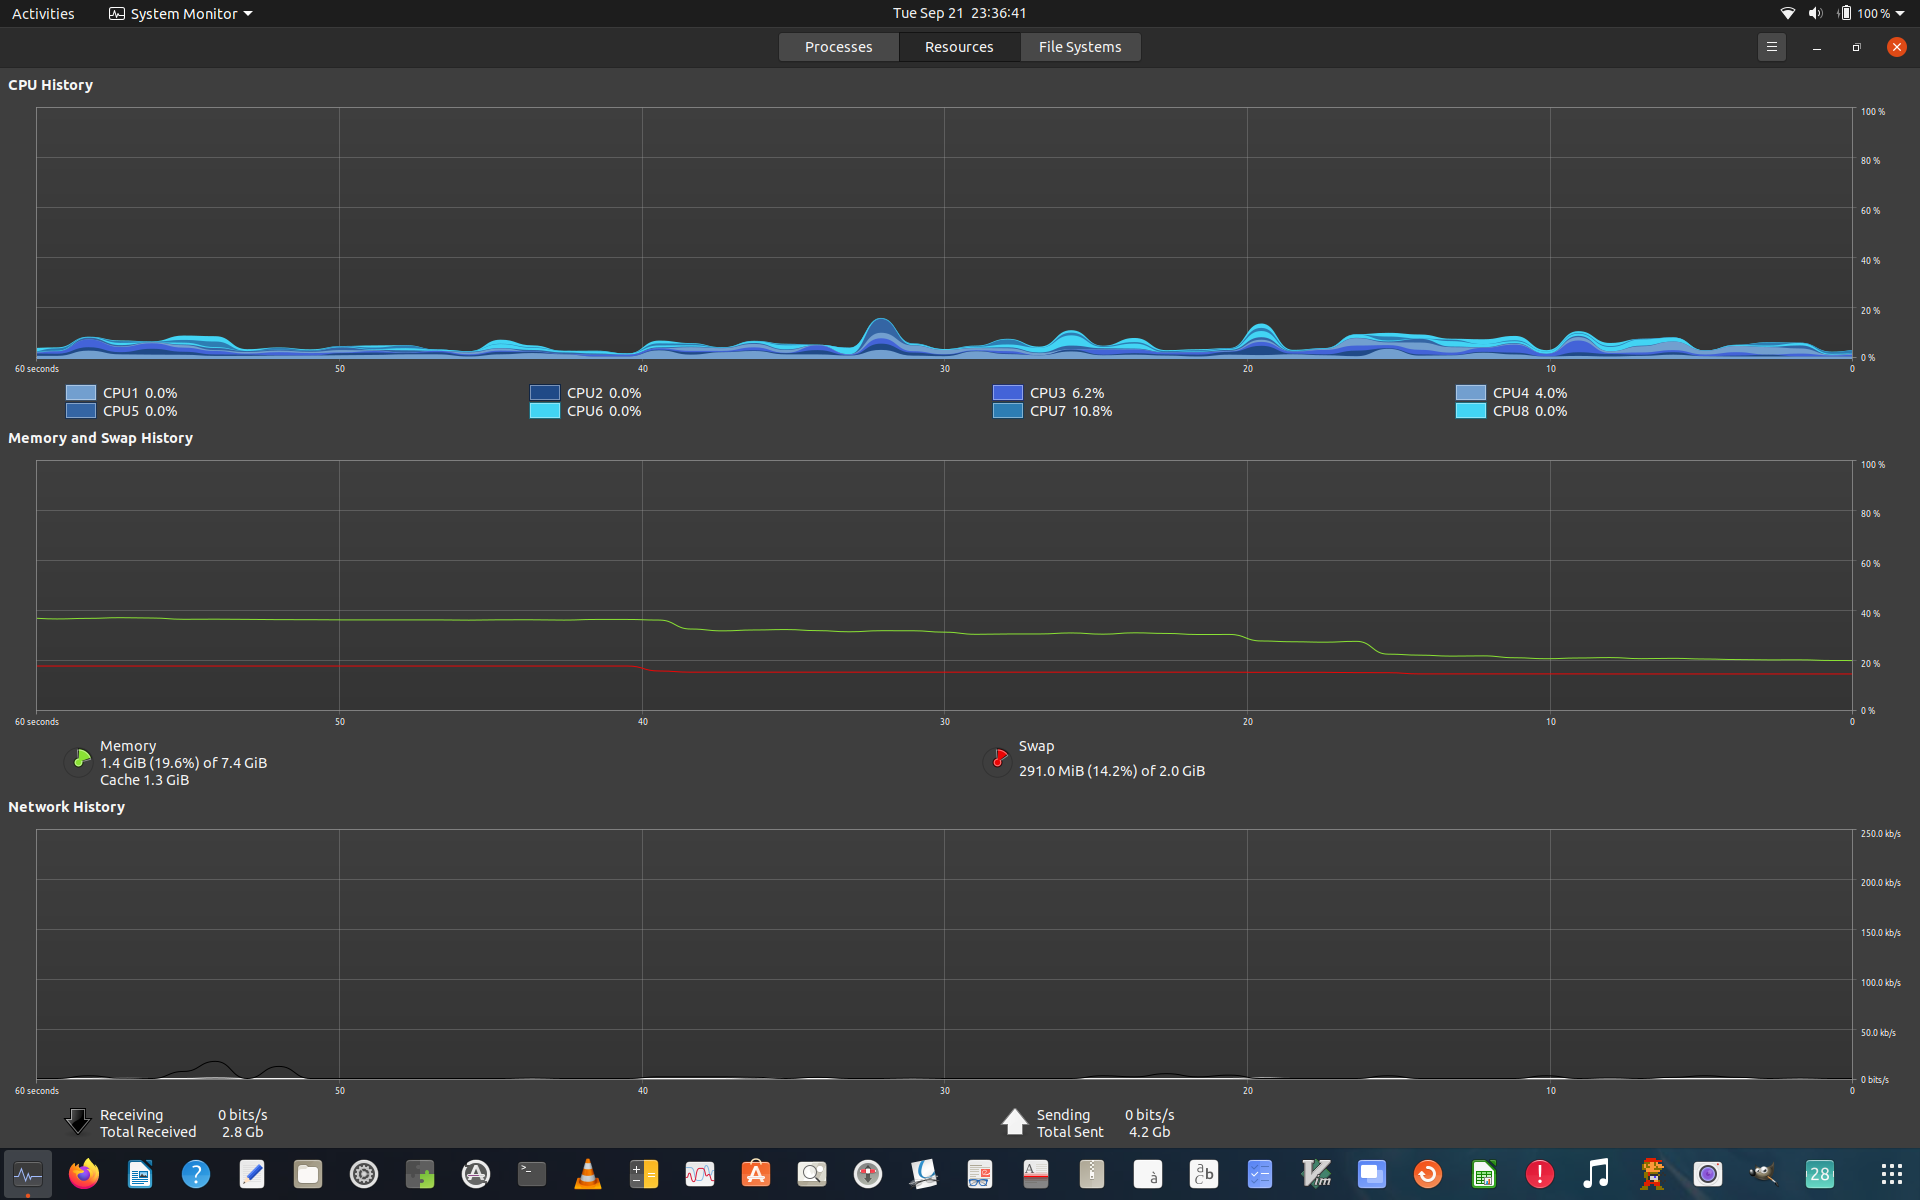 Activities System Monitor Tue Sep 21 23:36:41 100 %
Processes Resources File Systems
CPU History
100 %
80 %
60 %
40 %
20 %
0 %
60 seconds 50 40 30 20 10 0
CPU1 0.0% CPU2 0.0% CPU3 6.2% CPU4 4.0%
CPU5 0.0% CPU6 0.0% CPU7 10.8% CPU8 0.0%
Memory and Swap History
100 %
80 %
60 %
40 %
20 %
0 %
60 seconds 50 40 30 20 10 0
Memory
1.4 GiB (19.6%) of 7.4 GiB
Cache 1.3 GiB
Swap
291.0 MiB (14.2%) of 2.0 GiB
Network History
250.0 kb/s
200.0 kb/s
150.0 kb/s
100.0 kb/s
50.0 kb/s
0 bits/s
60 seconds 50 40 30 20 10 0
Receiving 0 bits/s
Total Received 2.8 Gb
Sending 0 bits/s
Total Sent 4.2 Gb
? >_ A A à a b c Vim ! 28